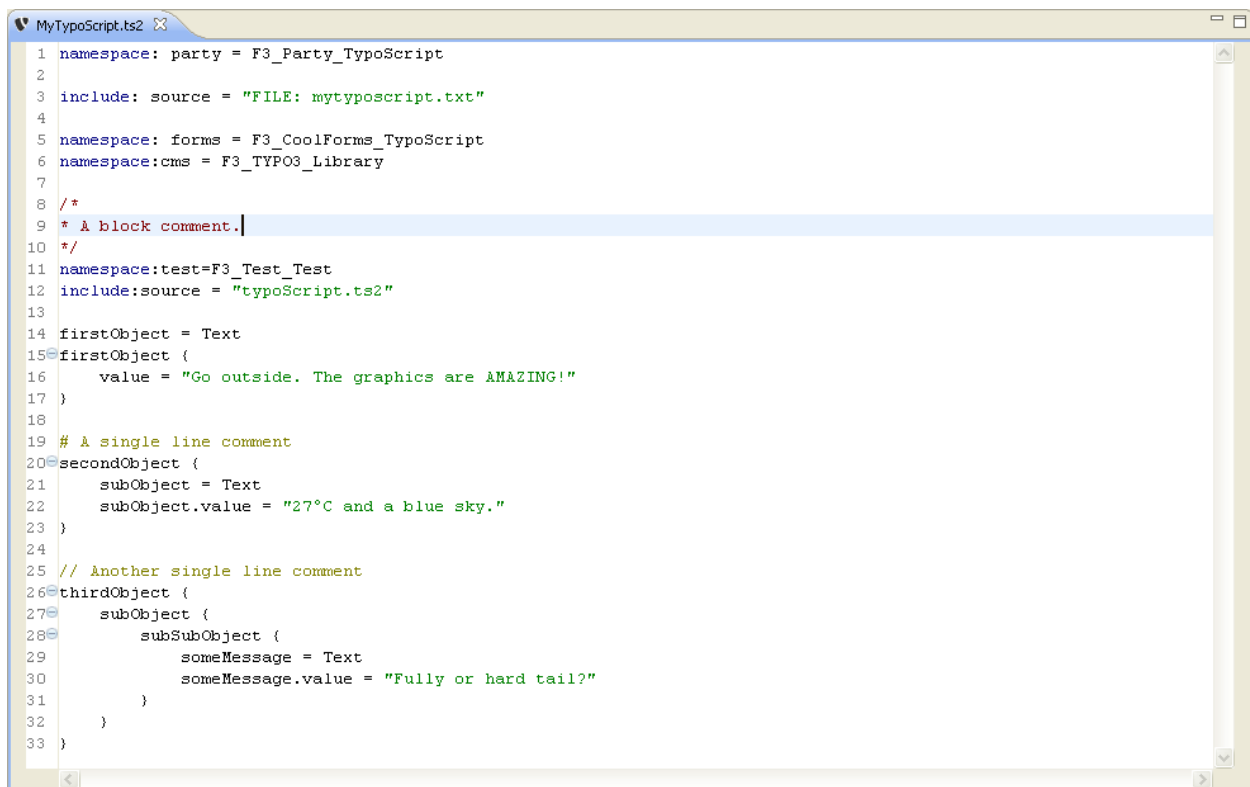 MyTypoScript.ts2
1 namespace: party = F3_Party_TypoScript
2
3 include: source = "FILE: mytyposcript.txt"
4
5 namespace: forms = F3_CoolForms_TypoScript
6 namespace:cms = F3_TYPO3_Library
7
8 /*
9 * A block comment.
10 */
11 namespace:test=F3_Test_Test
12 include:source = "typoScript.ts2"
13
14 firstObject = Text
15 firstObject {
16     value = "Go outside. The graphics are AMAZING!"
17 }
18
19 # A single line comment
20 secondObject {
21     subObject = Text
22     subObject.value = "27°C and a blue sky."
23 }
24
25 // Another single line comment
26 thirdObject {
27     subObject {
28         subSubObject {
29             someMessage = Text
30             someMessage.value = "Fully or hard tail?"
31         }
32     }
33 }